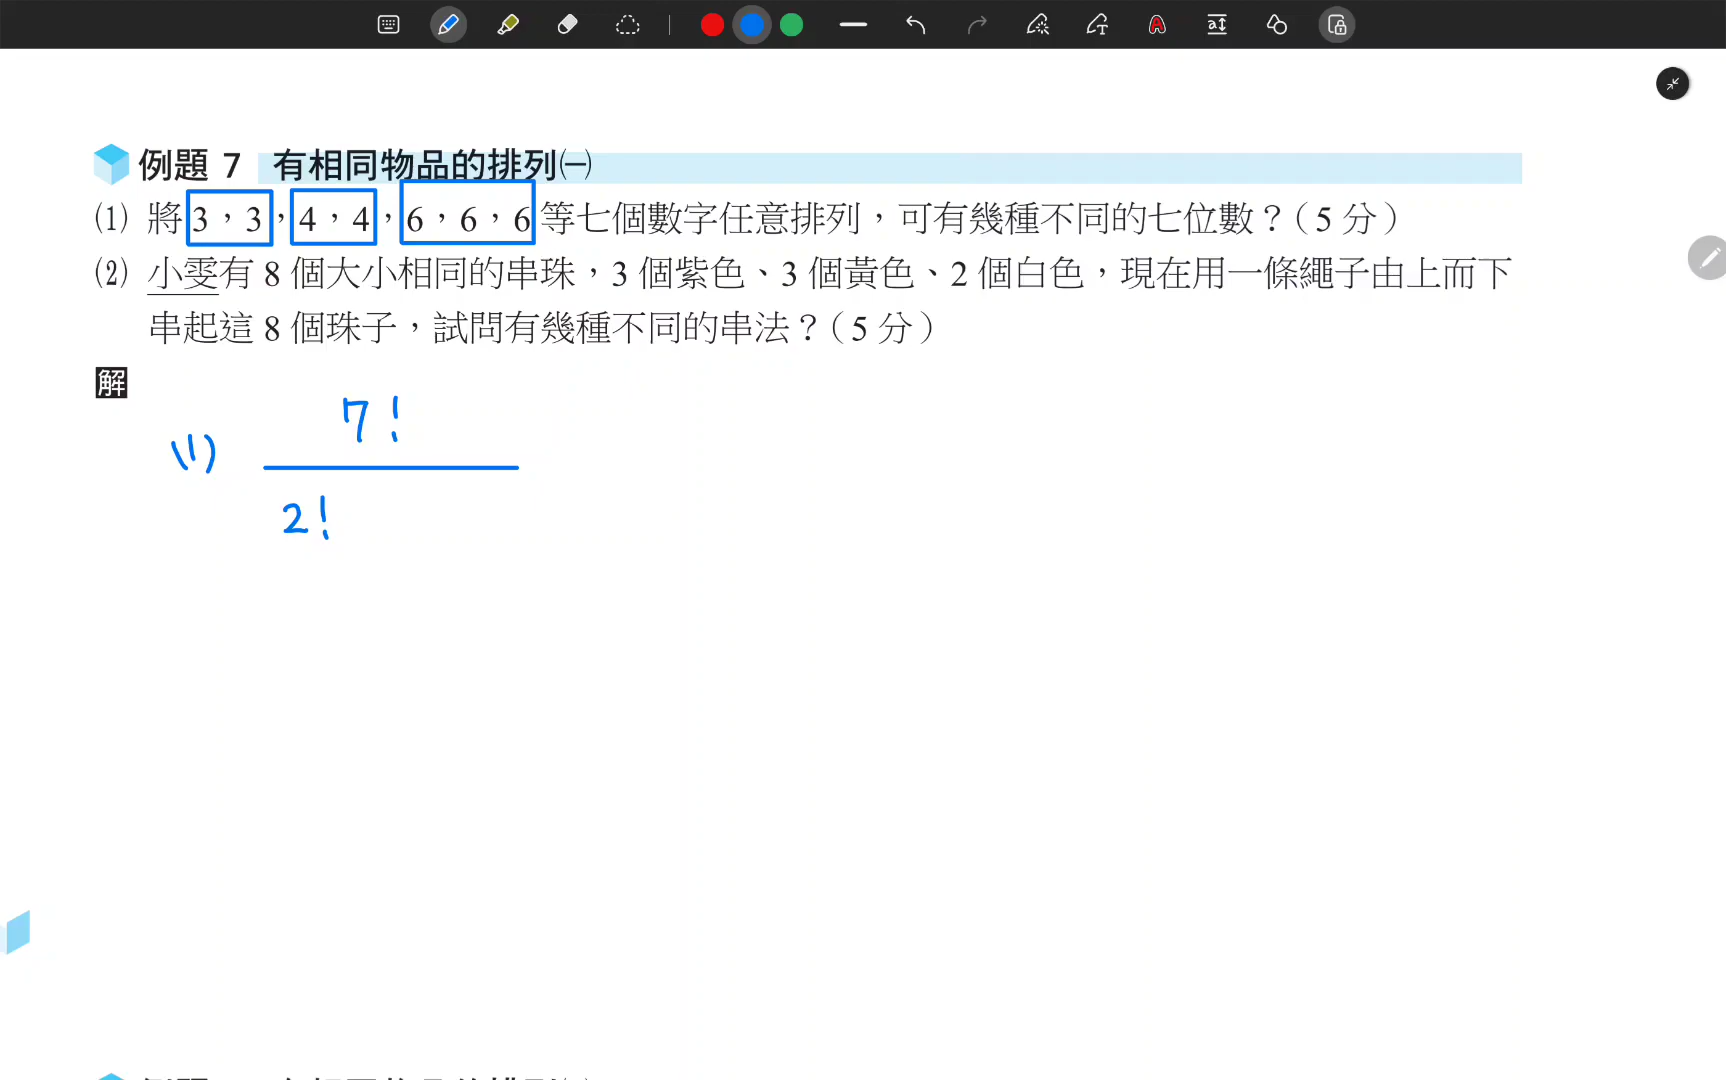 例題 7 有相同物品的排列㈠
⑴ 將 3，3，4，4，6，6，6 等七個數字任意排列，可有幾種不同的七位數？（5 分）
⑵ 小雯有 8 個大小相同的串珠，3 個紫色、3 個黃色、2 個白色，現在用一條繩子由上而下
串起這 8 個珠子，試問有幾種不同的串法？（5 分）
解
7!
(1)
2!